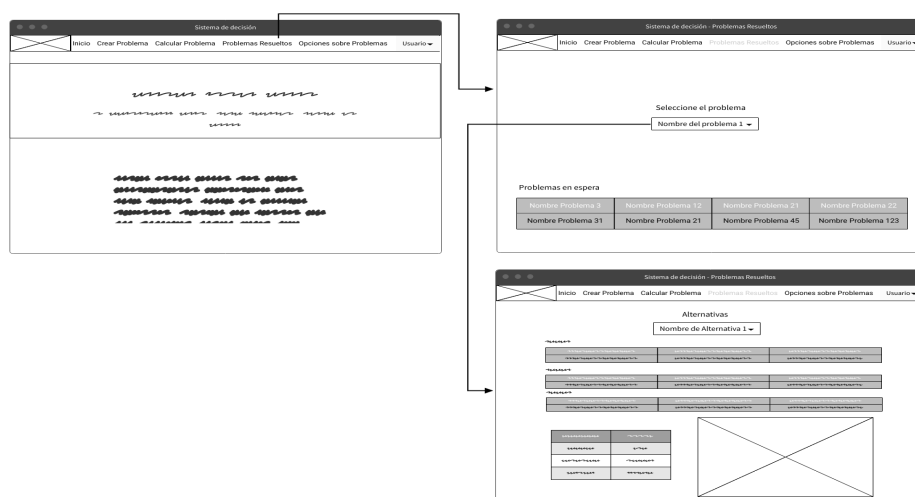 Sistema de decisión
Inicio Crear Problema Calcular Problema Problemas Resueltos Opciones sobre Problemas Usuario
Sistema de decisión - Problemas Resueltos
Inicio Crear Problema Calcular Problema Problemas Resueltos Opciones sobre Problemas Usuario
Seleccione el problema
Nombre del problema 1
Problemas en espera
Nombre Problema 3 Nombre Problema 12 Nombre Problema 21 Nombre Problema 22
Nombre Problema 31 Nombre Problema 21 Nombre Problema 45 Nombre Problema 123
Sistema de decisión - Problemas Resueltos
Inicio Crear Problema Calcular Problema Problemas Resueltos Opciones sobre Problemas Usuario
Alternativas
Nombre de Alternativa 1